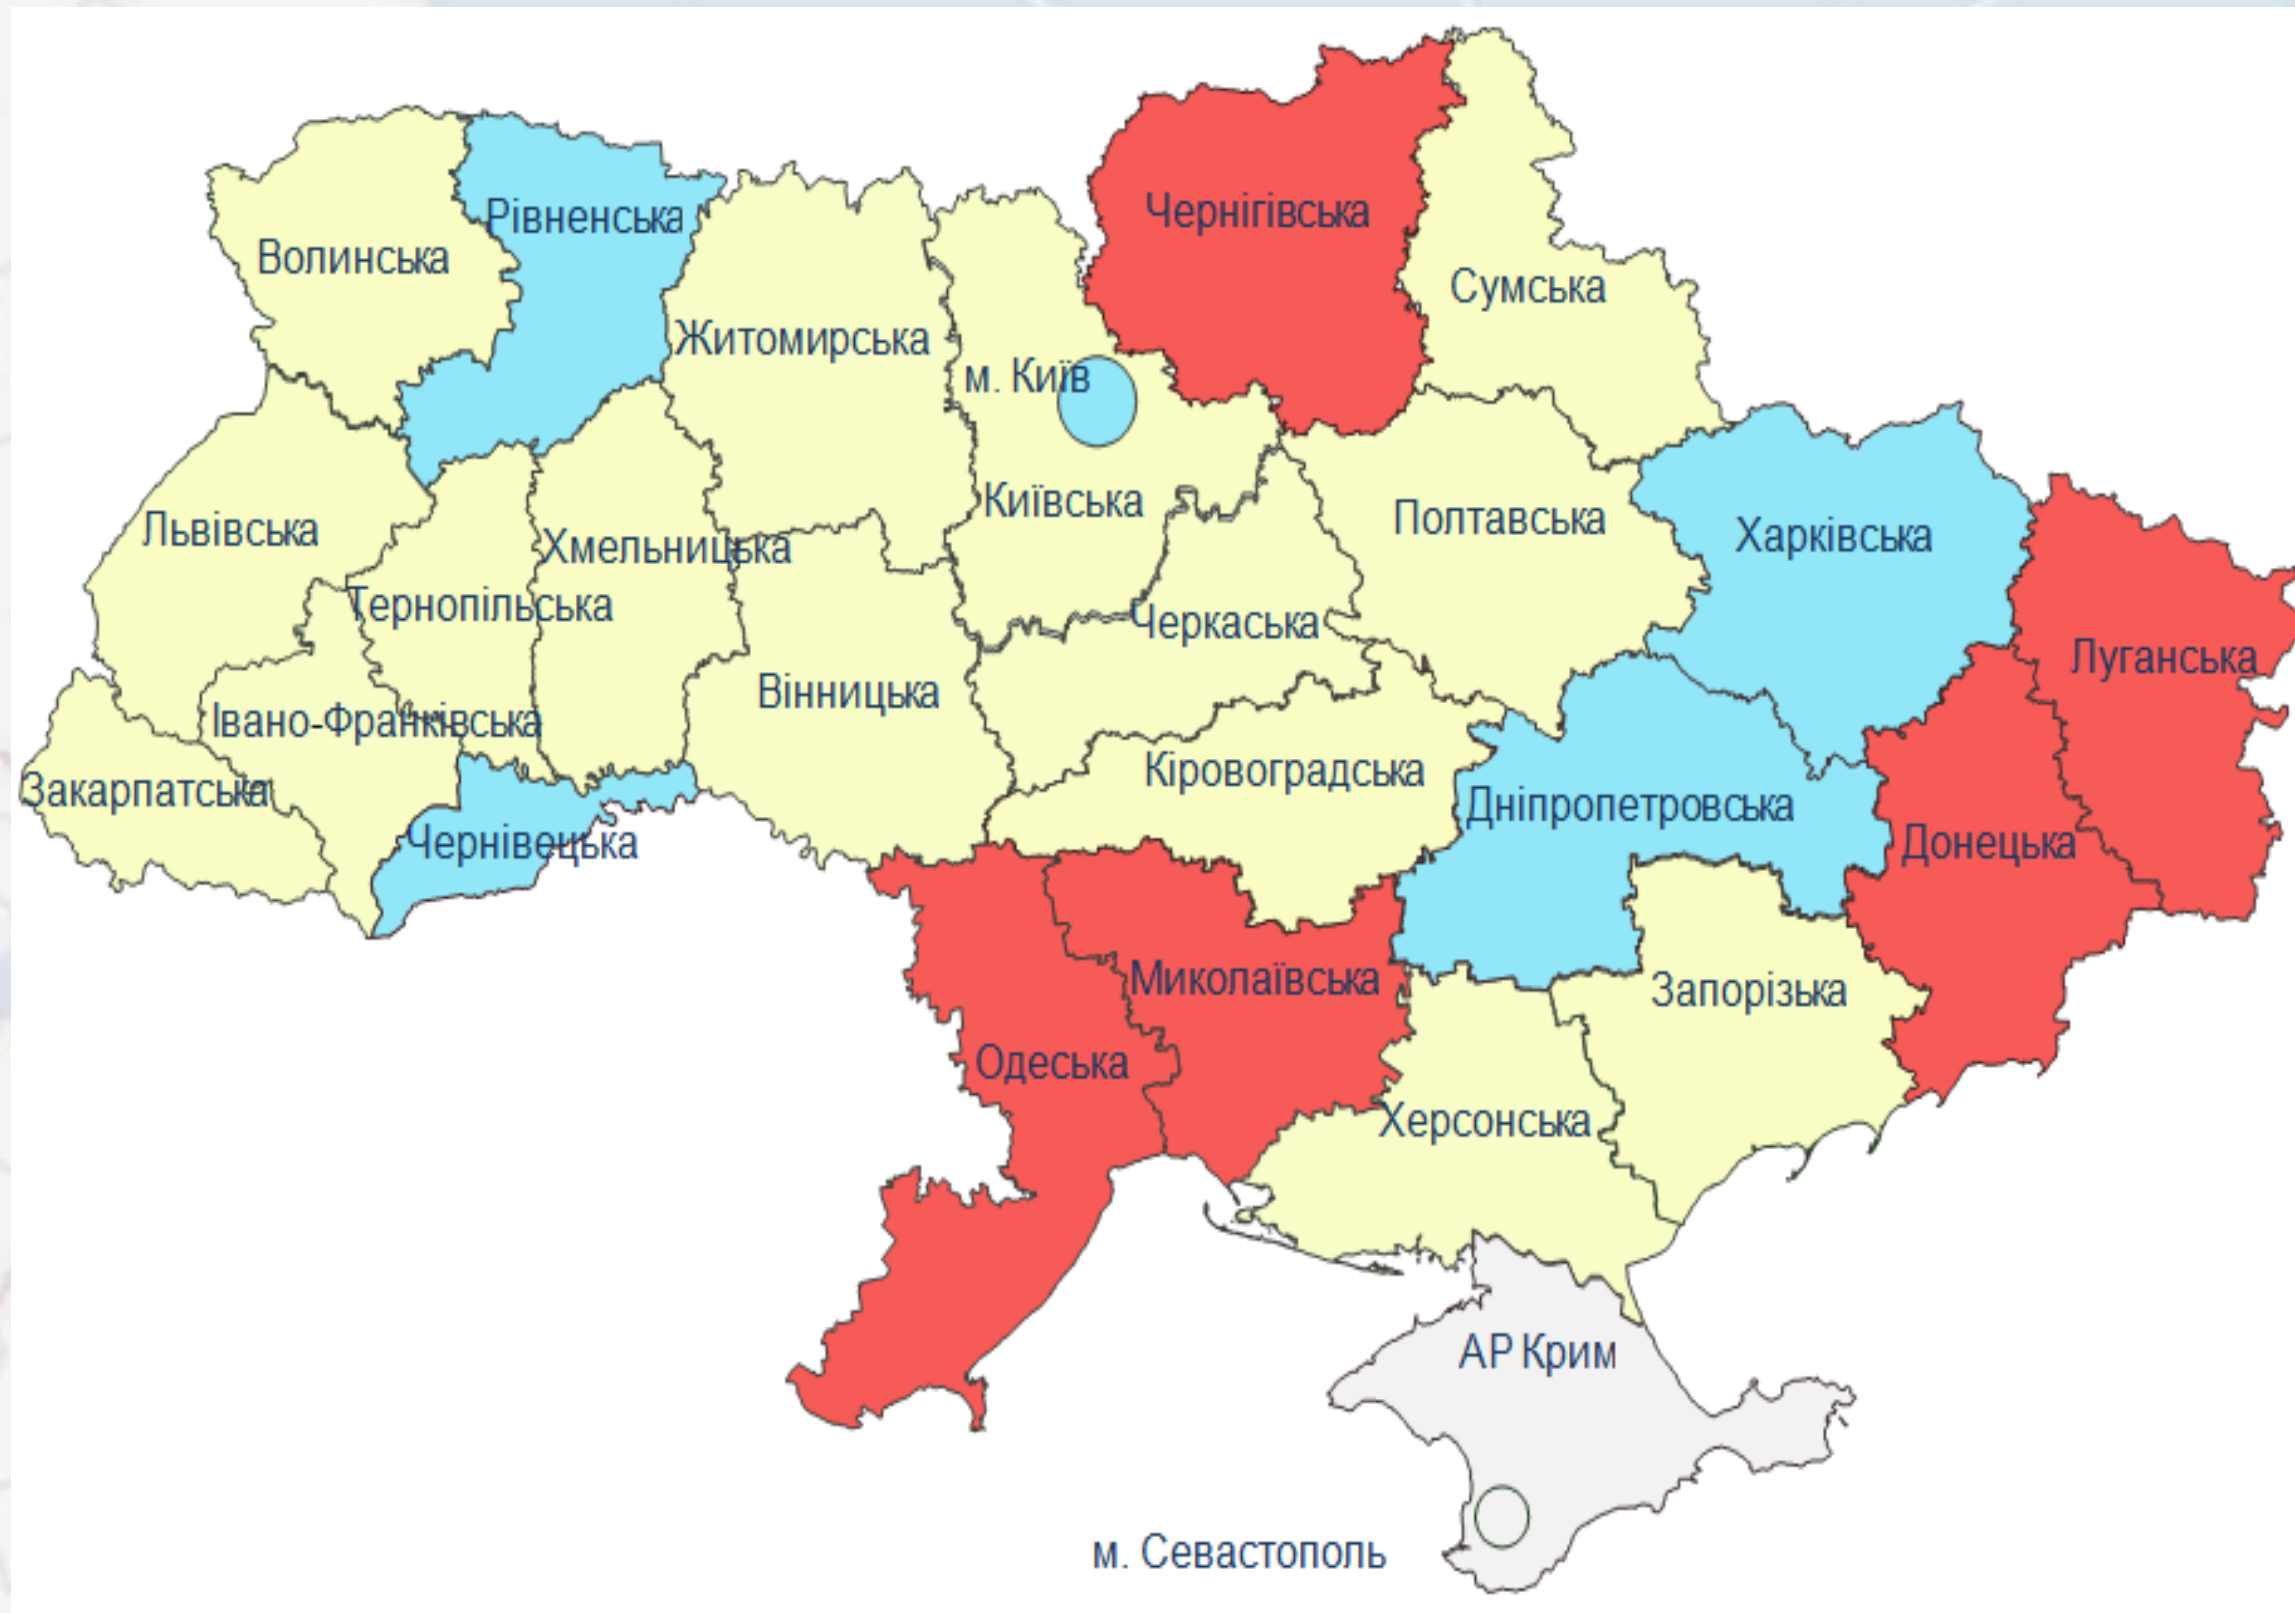 Чернігівська
Рівненська
Волинська
Сумська
Житомирська
м. Київ
Київська
Полтавська
Львівська
Харківська
Хмельницька
Тернопільська
Черкаська
Луганська
Вінницька
Івано-Франківська
Кіровоградська
Закарпатська
Дніпропетровська
Чернівецька
Донецька
Миколаївська
Запорізька
Одеська
Херсонська
АР Крим
м. Севастополь